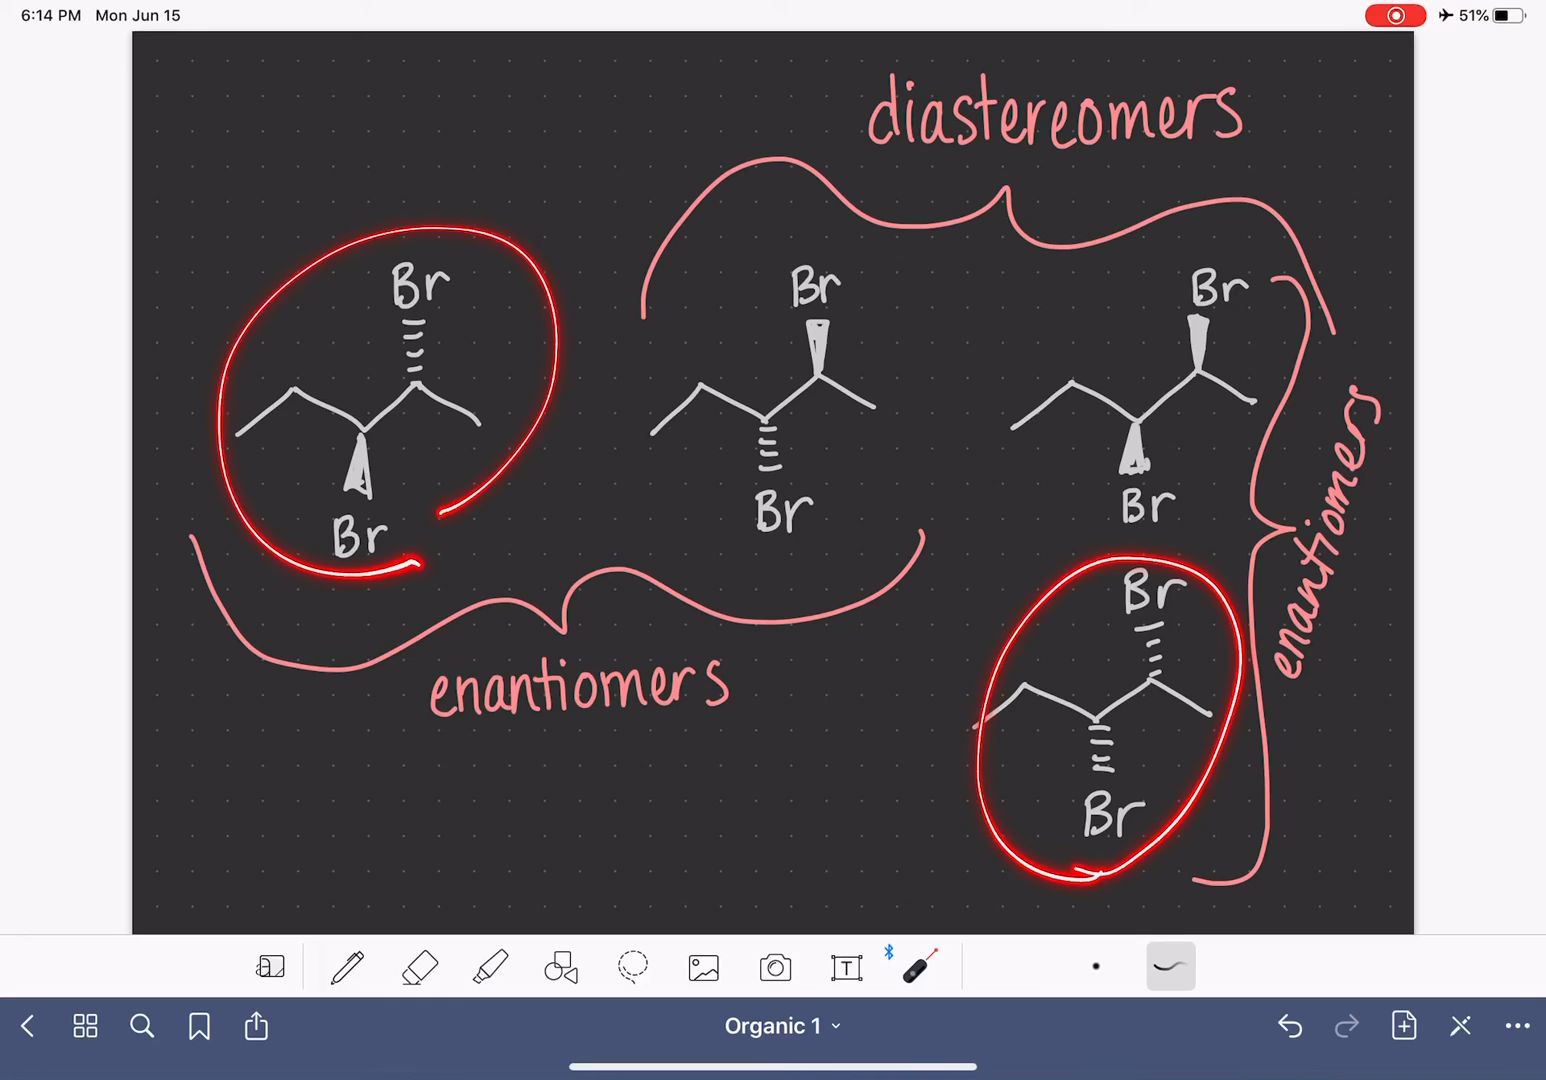 6:14 PM Mon Jun 15
51%
diastereomers
Br
Br
Br
Br
Br
Br
Br
Br
enantiomers
enantiomers
T
Organic 1